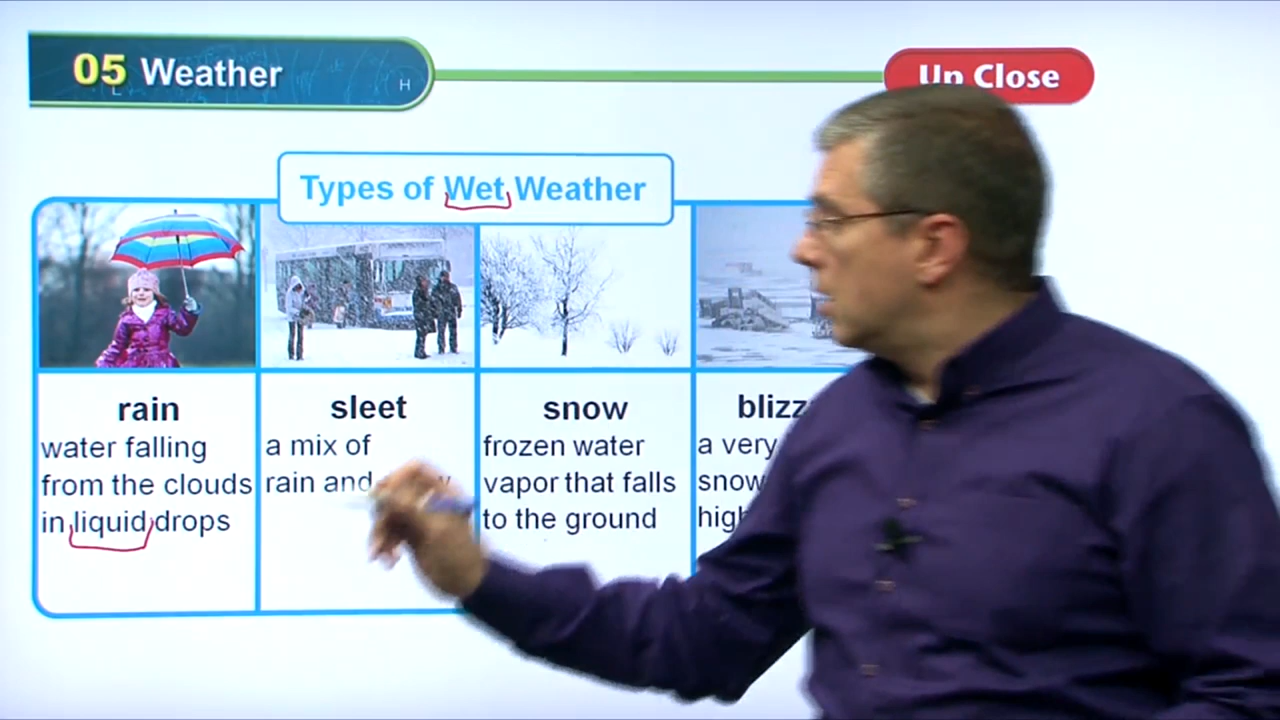 05 Weather
L
H
Up Close
Types of Wet Weather
rain
water falling
from the clouds
in liquid drops
sleet
a mix of
rain and
snow
frozen water
vapor that falls
to the ground
a very
snow